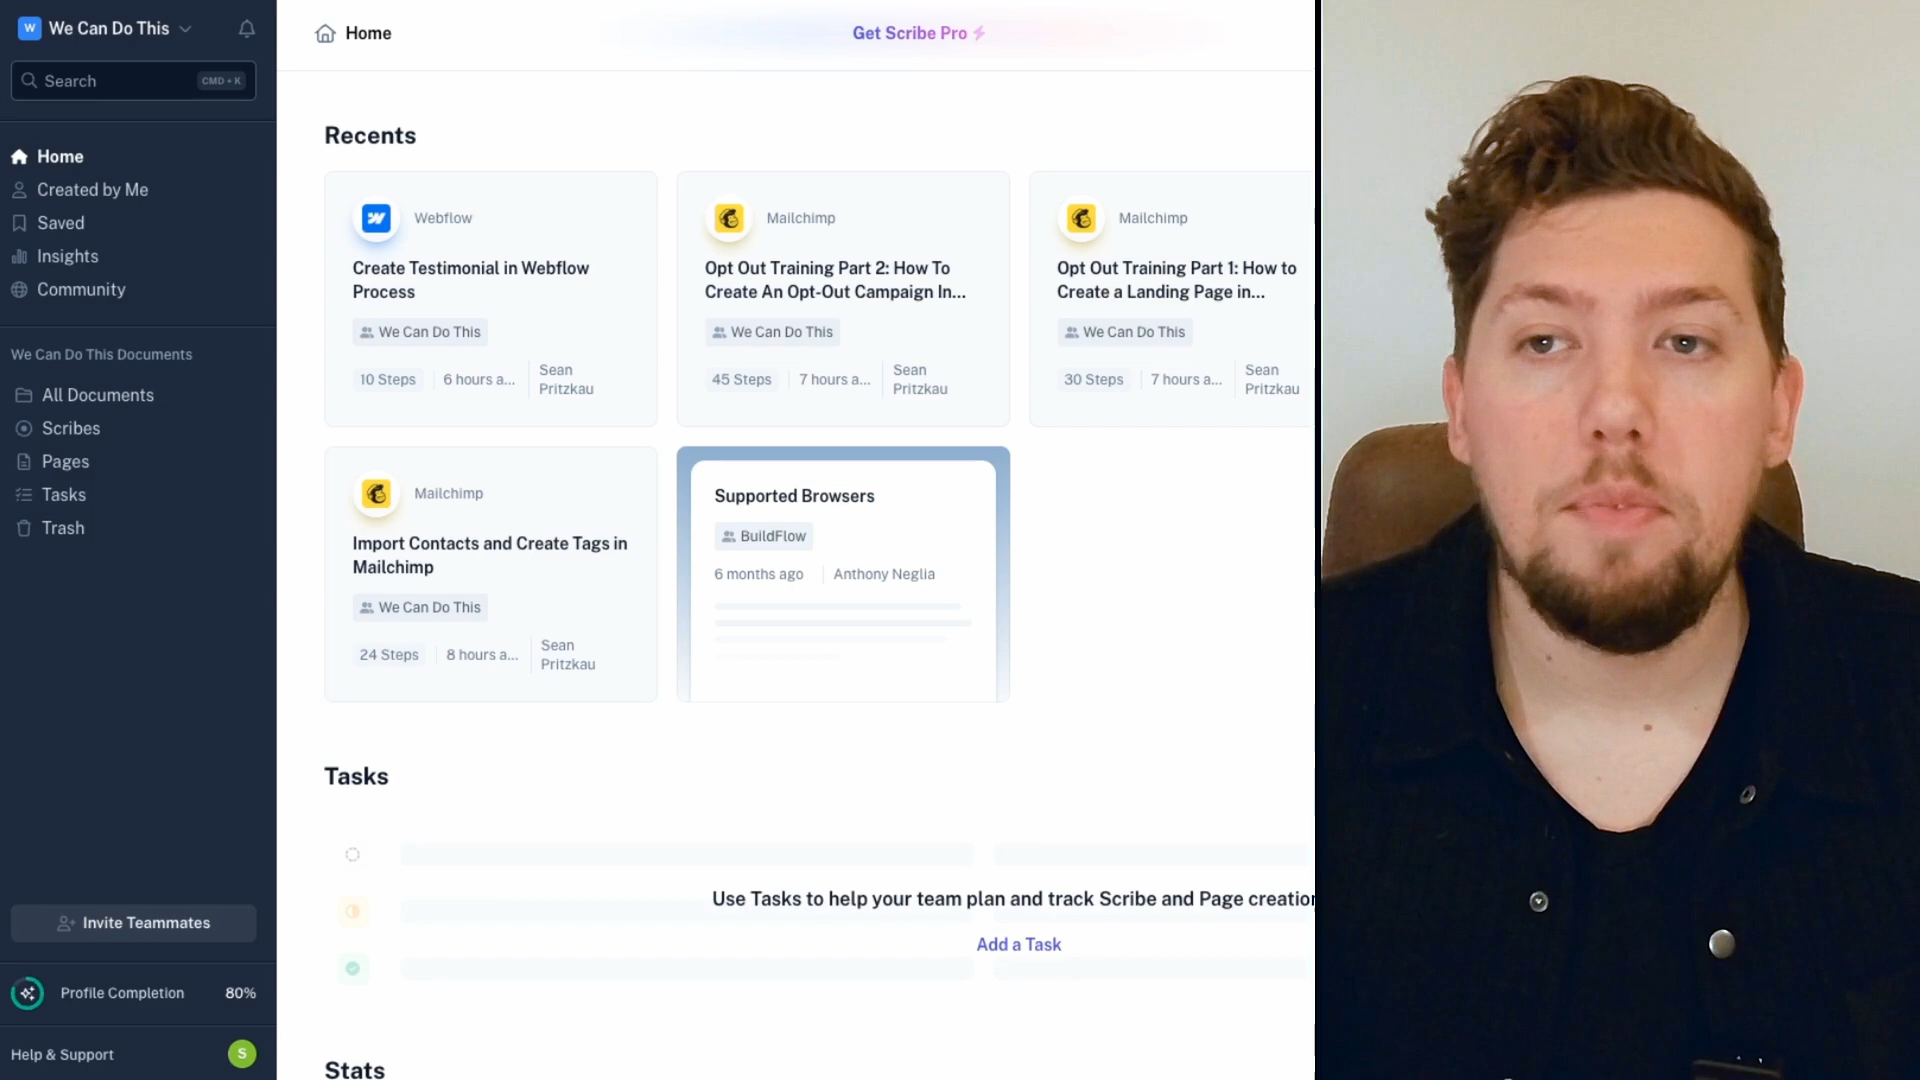 W We Can Do This
Search CMD + K
Home
Created by Me
Saved
Insights
Community
We Can Do This Documents
All Documents
Scribes
Pages
Tasks
Trash
Invite Teammates
Profile Completion 80%
Help & Support S
Home
Get Scribe Pro
Recents
Webflow
Create Testimonial in Webflow
Process
We Can Do This
10 Steps 6 hours a... Sean
Pritzkau
Mailchimp
Opt Out Training Part 2: How To
Create An Opt-Out Campaign In...
We Can Do This
45 Steps 7 hours a... Sean
Pritzkau
Mailchimp
Opt Out Training Part 1: How to
Create a Landing Page in...
We Can Do This
30 Steps 7 hours a... Sean
Pritzkau
Mailchimp
Import Contacts and Create Tags in
Mailchimp
We Can Do This
24 Steps 8 hours a... Sean
Pritzkau
Supported Browsers
BuildFlow
6 months ago Anthony Neglia
Tasks
Use Tasks to help your team plan and track Scribe and Page creation
Add a Task
Stats